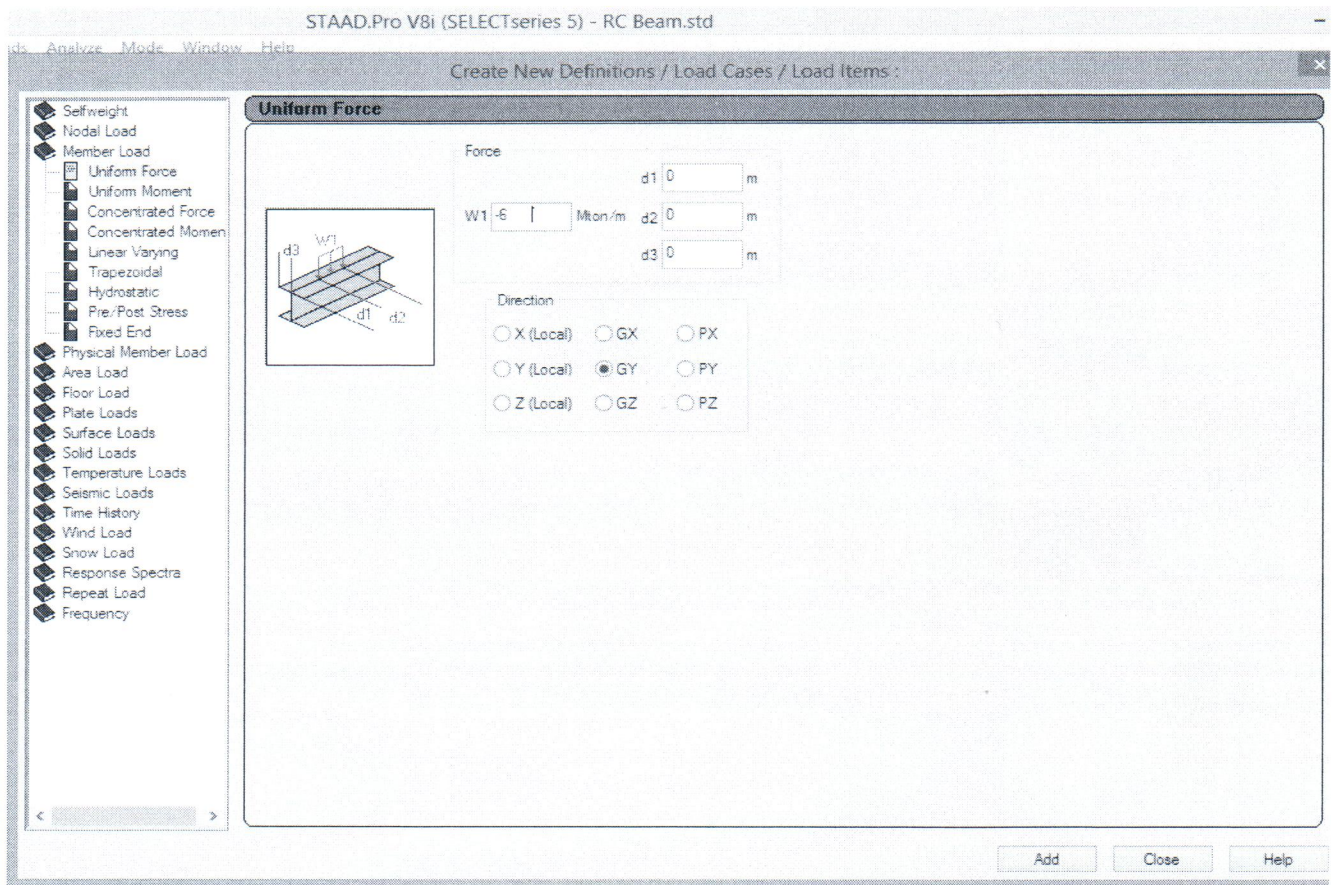 STAAD.Pro V8i (SELECTseries 5) - RC Beam.std
ds Analyze Mode Window Help
Create New Definitions / Load Cases / Load Items :
Selfweight
Nodal Load
Member Load
Uniform Force
Uniform Moment
Concentrated Force
Concentrated Momen
Linear Varying
Trapezoidal
Hydrostatic
Pre/Post Stress
Fixed End
Physical Member Load
Area Load
Floor Load
Plate Loads
Surface Loads
Solid Loads
Temperature Loads
Seismic Loads
Time History
Wind Load
Snow Load
Response Spectra
Repeat Load
Frequency
Uniform Force
d3 W1
d1 d2
Force
d1 0 m
W1 -6 Mton/m d2 0 m
d3 0 m
Direction
X (Local) GX PX
Y (Local) GY PY
Z (Local) GZ PZ
Add Close Help